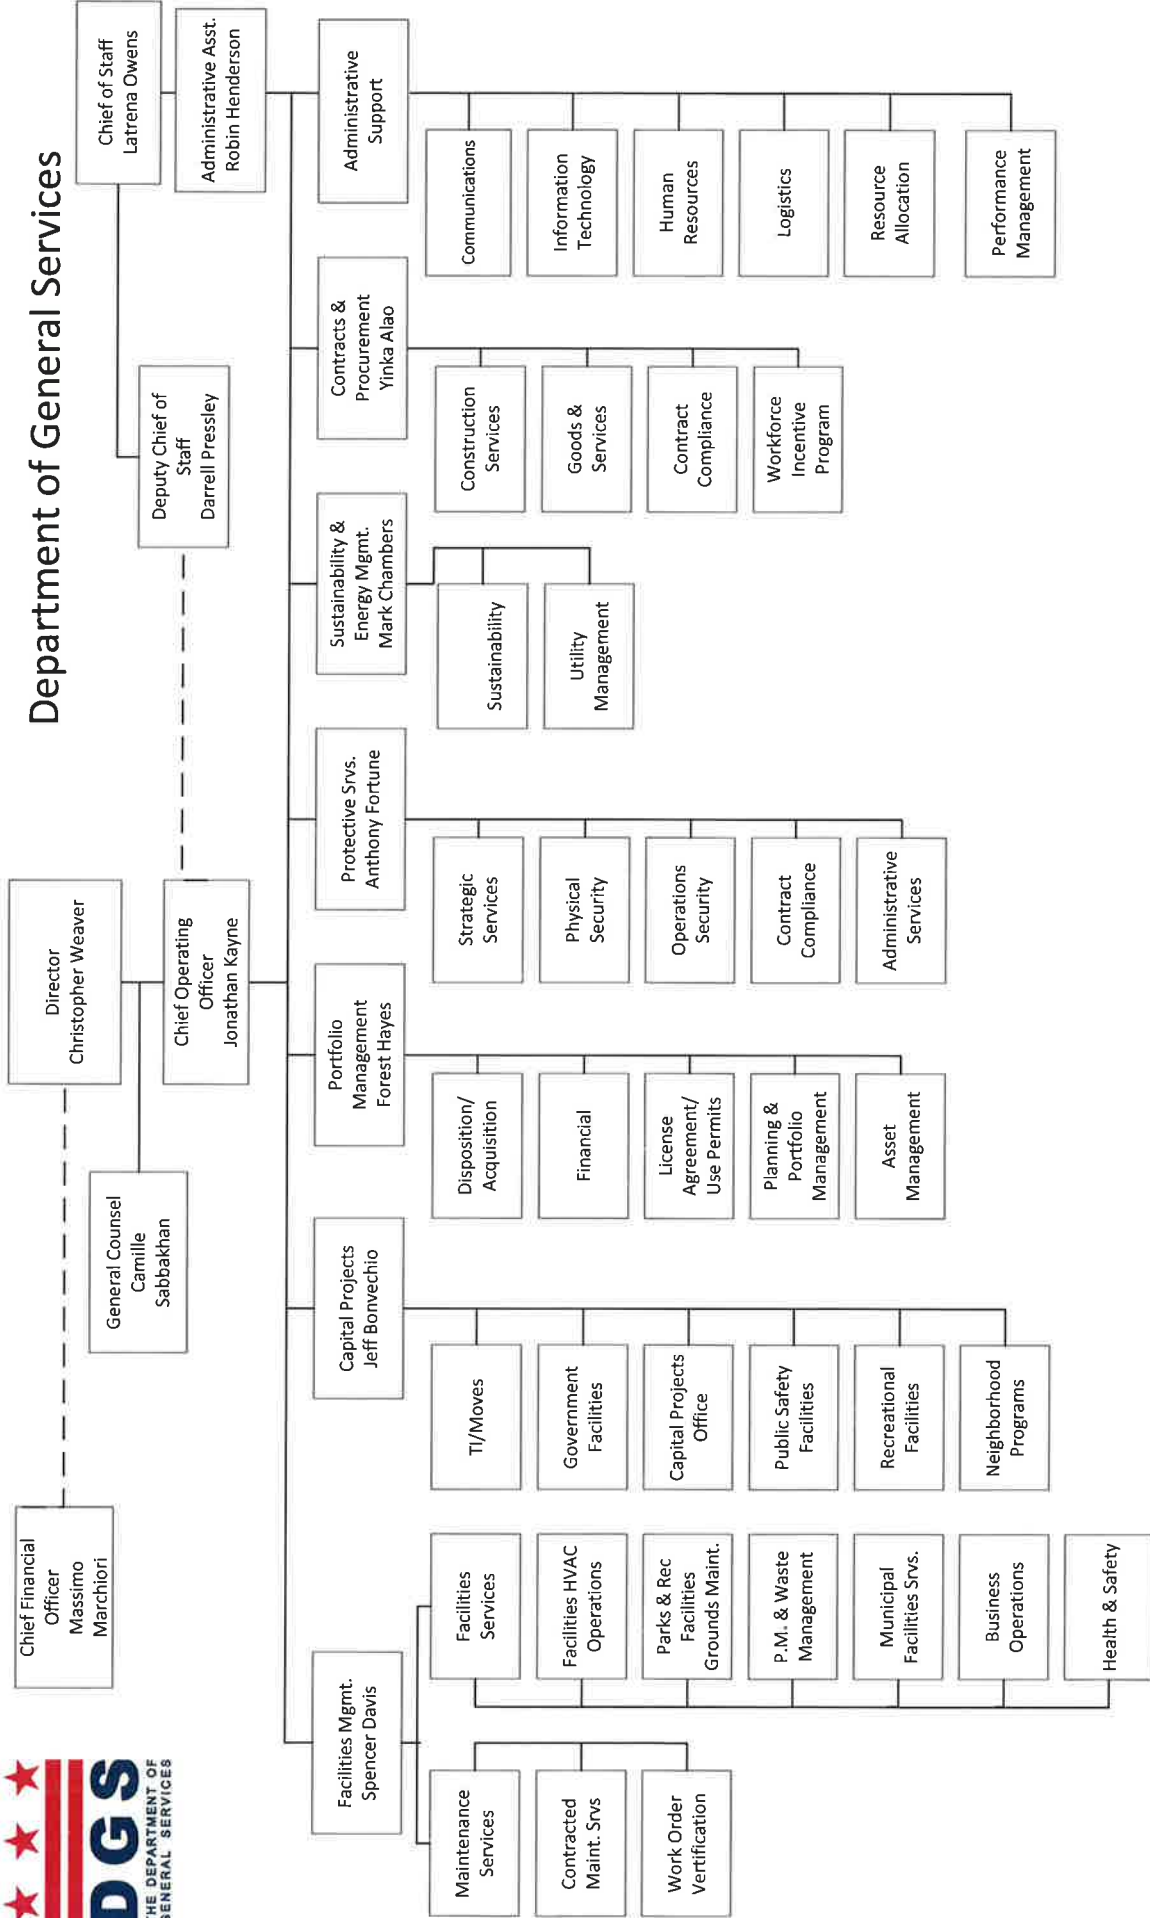 DGS
THE DEPARTMENT OF
GENERAL SERVICES
Department of General Services
Chief Financial
Officer
Massimo
Marchiori
Director
Christopher Weaver
Chief of Staff
Latrena Owens
General Counsel
Camille
Sabbakhan
Deputy Chief of
Staff
Darrell Pressley
Chief Operating
Officer
Jonathan Kayne
Administrative Asst.
Robin Henderson
Facilities Mgmt.
Spencer Davis
Capital Projects
Jeff Bonvechio
Portfolio
Management
Forest Hayes
Protective Srvs.
Anthony Fortune
Sustainability &
Energy Mgmt.
Mark Chambers
Contracts &
Procurement
Yinka Alao
Administrative
Support
Maintenance
Services
Contracted
Maint. Srvs
Work Order
Vertification
Facilities
Services
Facilities HVAC
Operations
Parks & Rec
Facilities
Grounds Maint.
P.M. & Waste
Management
Municipal
Facilities Srvs.
Business
Operations
Health & Safety
TI/Moves
Government
Facilities
Capital Projects
Office
Public Safety
Facilities
Recreational
Facilities
Neighborhood
Programs
Disposition/
Acquisition
Financial
License
Agreement/
Use Permits
Planning &
Portfolio
Management
Asset
Management
Strategic
Services
Physical
Security
Operations
Security
Contract
Compliance
Administrative
Services
Sustainability
Utility
Management
Construction
Services
Goods &
Services
Contract
Compliance
Workforce
Incentive
Program
Communications
Information
Technology
Human
Resources
Logistics
Resource
Allocation
Performance
Management